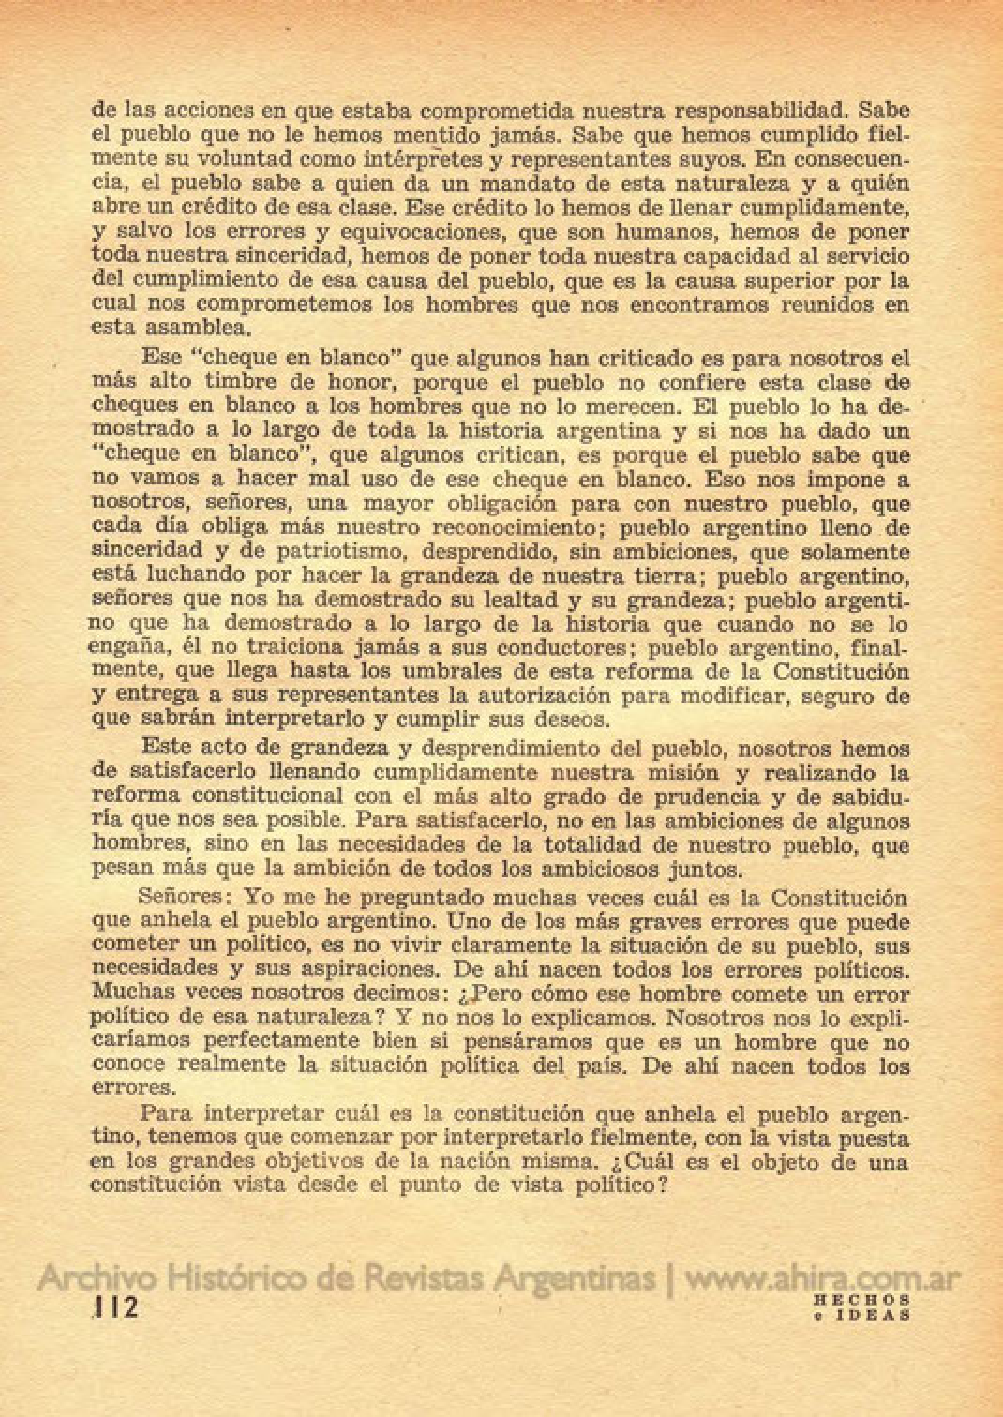 de las acciones en que estaba comprometida nuestra responsabilidad. Sabe
el pueblo que no le hemos mentido jamás. Sabe que hemos cumplido fiel-
mente su voluntad como intérpretes y representantes suyos. En consecuen-
cia, el pueblo sabe a quien da un mandato de esta naturaleza y a quién
abre un crédito de esa clase. Ese crédito lo hemos de llenar cumplidamente,
y salvo los errores y equivocaciones, que son humanos, hemos de poner
toda nuestra sinceridad, hemos de poner toda nuestra capacidad al servicio
del cumplimiento de esa causa del pueblo, que es la causa superior por la
cual nos comprometemos los hombres que nos encontramos reunidos en
esta asamblea.
Ese “cheque en blanco” que algunos han criticado es para nosotros el
más alto timbre de honor, porque el pueblo no confiere esta clase de
cheques en blanco a los hombres que no lo merecen. El pueblo lo ha de-
mostrado a lo largo de toda la historia argentina y si nos ha dado un
“cheque en blanco”, que algunos critican, es porque el pueblo sabe que
no vamos a hacer mal uso de ese cheque en blanco. Eso nos impone a
nosotros, señores, una mayor obligación para con nuestro pueblo, que
cada día obliga más nuestro reconocimiento; pueblo argentino lleno de
sinceridad y de patriotismo, desprendido, sin ambiciones, que solamente
está luchando por hacer la grandeza de nuestra tierra; pueblo argentino,
señores que nos ha demostrado su lealtad y su grandeza; pueblo argenti-
no que ha demostrado a lo largo de la historia que cuando no se lo
engaña, él no traiciona jamás a sus conductores; pueblo argentino, final-
mente, que llega hasta los umbrales de esta reforma de la Constitución
y entrega a sus representantes la autorización para modificar, seguro de
que sabrán interpretarlo y cumplir sus deseos.
Este acto de grandeza y desprendimiento del pueblo, nosotros hemos
de satisfacerlo llenando cumplidamente nuestra misión y realizando la
reforma constitucional con el más alto grado de prudencia y de sabidu-
ría que nos sea posible. Para satisfacerlo, no en las ambiciones de algunos
hombres, sino en las necesidades de la totalidad de nuestro pueblo, que
pesan más que la ambición de todos los ambiciosos juntos.
Señores: Yo me he preguntado muchas veces cuál es la Constitución
que anhela el pueblo argentino. Uno de los más graves errores que puede
cometer un político, es no vivir claramente la situación de su pueblo, sus
necesidades y sus aspiraciones. De ahí nacen todos los errores políticos.
Muchas veces nosotros decimos: ¿Pero cómo ese hombre comete un error
político de esa naturaleza? Y no nos lo explicamos. Nosotros nos lo expli-
caríamos perfectamente bien si pensáramos que es un hombre que no
conoce realmente la situación política del país. De ahí nacen todos los
errores.
Para interpretar cuál es la constitución que anhela el pueblo argen-
tino, tenemos que comenzar por interpretarlo fielmente, con la vista puesta
en los grandes objetivos de la nación misma. ¿Cuál es el objeto de una
constitución vista desde el punto de vista político?
Archivo Histórico de Revistas Argentinas | www.ahira.com.ar
112
HECHOS
e IDEAS